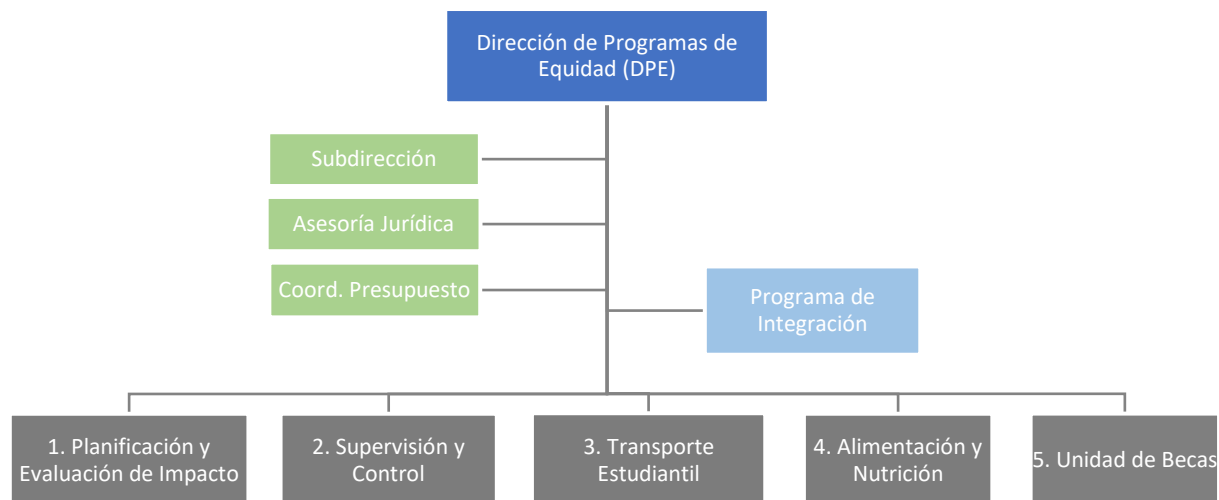 Dirección de Programas de
Equidad (DPE)
Subdirección
Asesoría Jurídica
Coord. Presupuesto
Programa de
Integración
1. Planificación y
Evaluación de Impacto
2. Supervisión y
Control
3. Transporte
Estudiantil
4. Alimentación y
Nutrición
5. Unidad de Becas